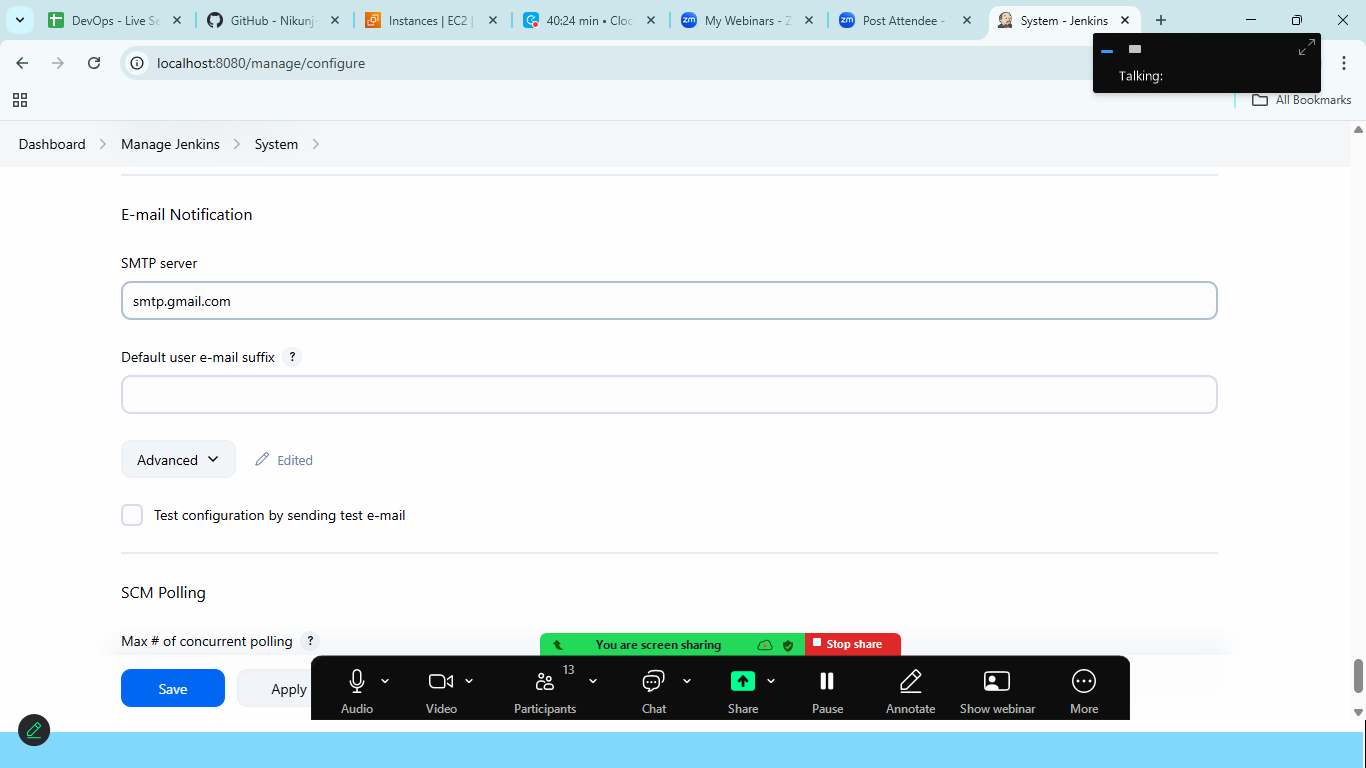 DevOps - Live Se
GitHub - Nikunj-
Instances | EC2 |
40:24 min • Cloc
zm
My Webinars - Z
zm
Post Attendee -
System - Jenkins
localhost:8080/manage/configure
Talking:
All Bookmarks
Dashboard
Manage Jenkins
System
E-mail Notification
SMTP server
smtp.gmail.com
Default user e-mail suffix ?
Advanced
Edited
Test configuration by sending test e-mail
SCM Polling
Max # of concurrent polling ?
You are screen sharing
Stop share
Save
Apply
13
Audio
Video
Participants
Chat
Share
Pause
Annotate
Show webinar
More